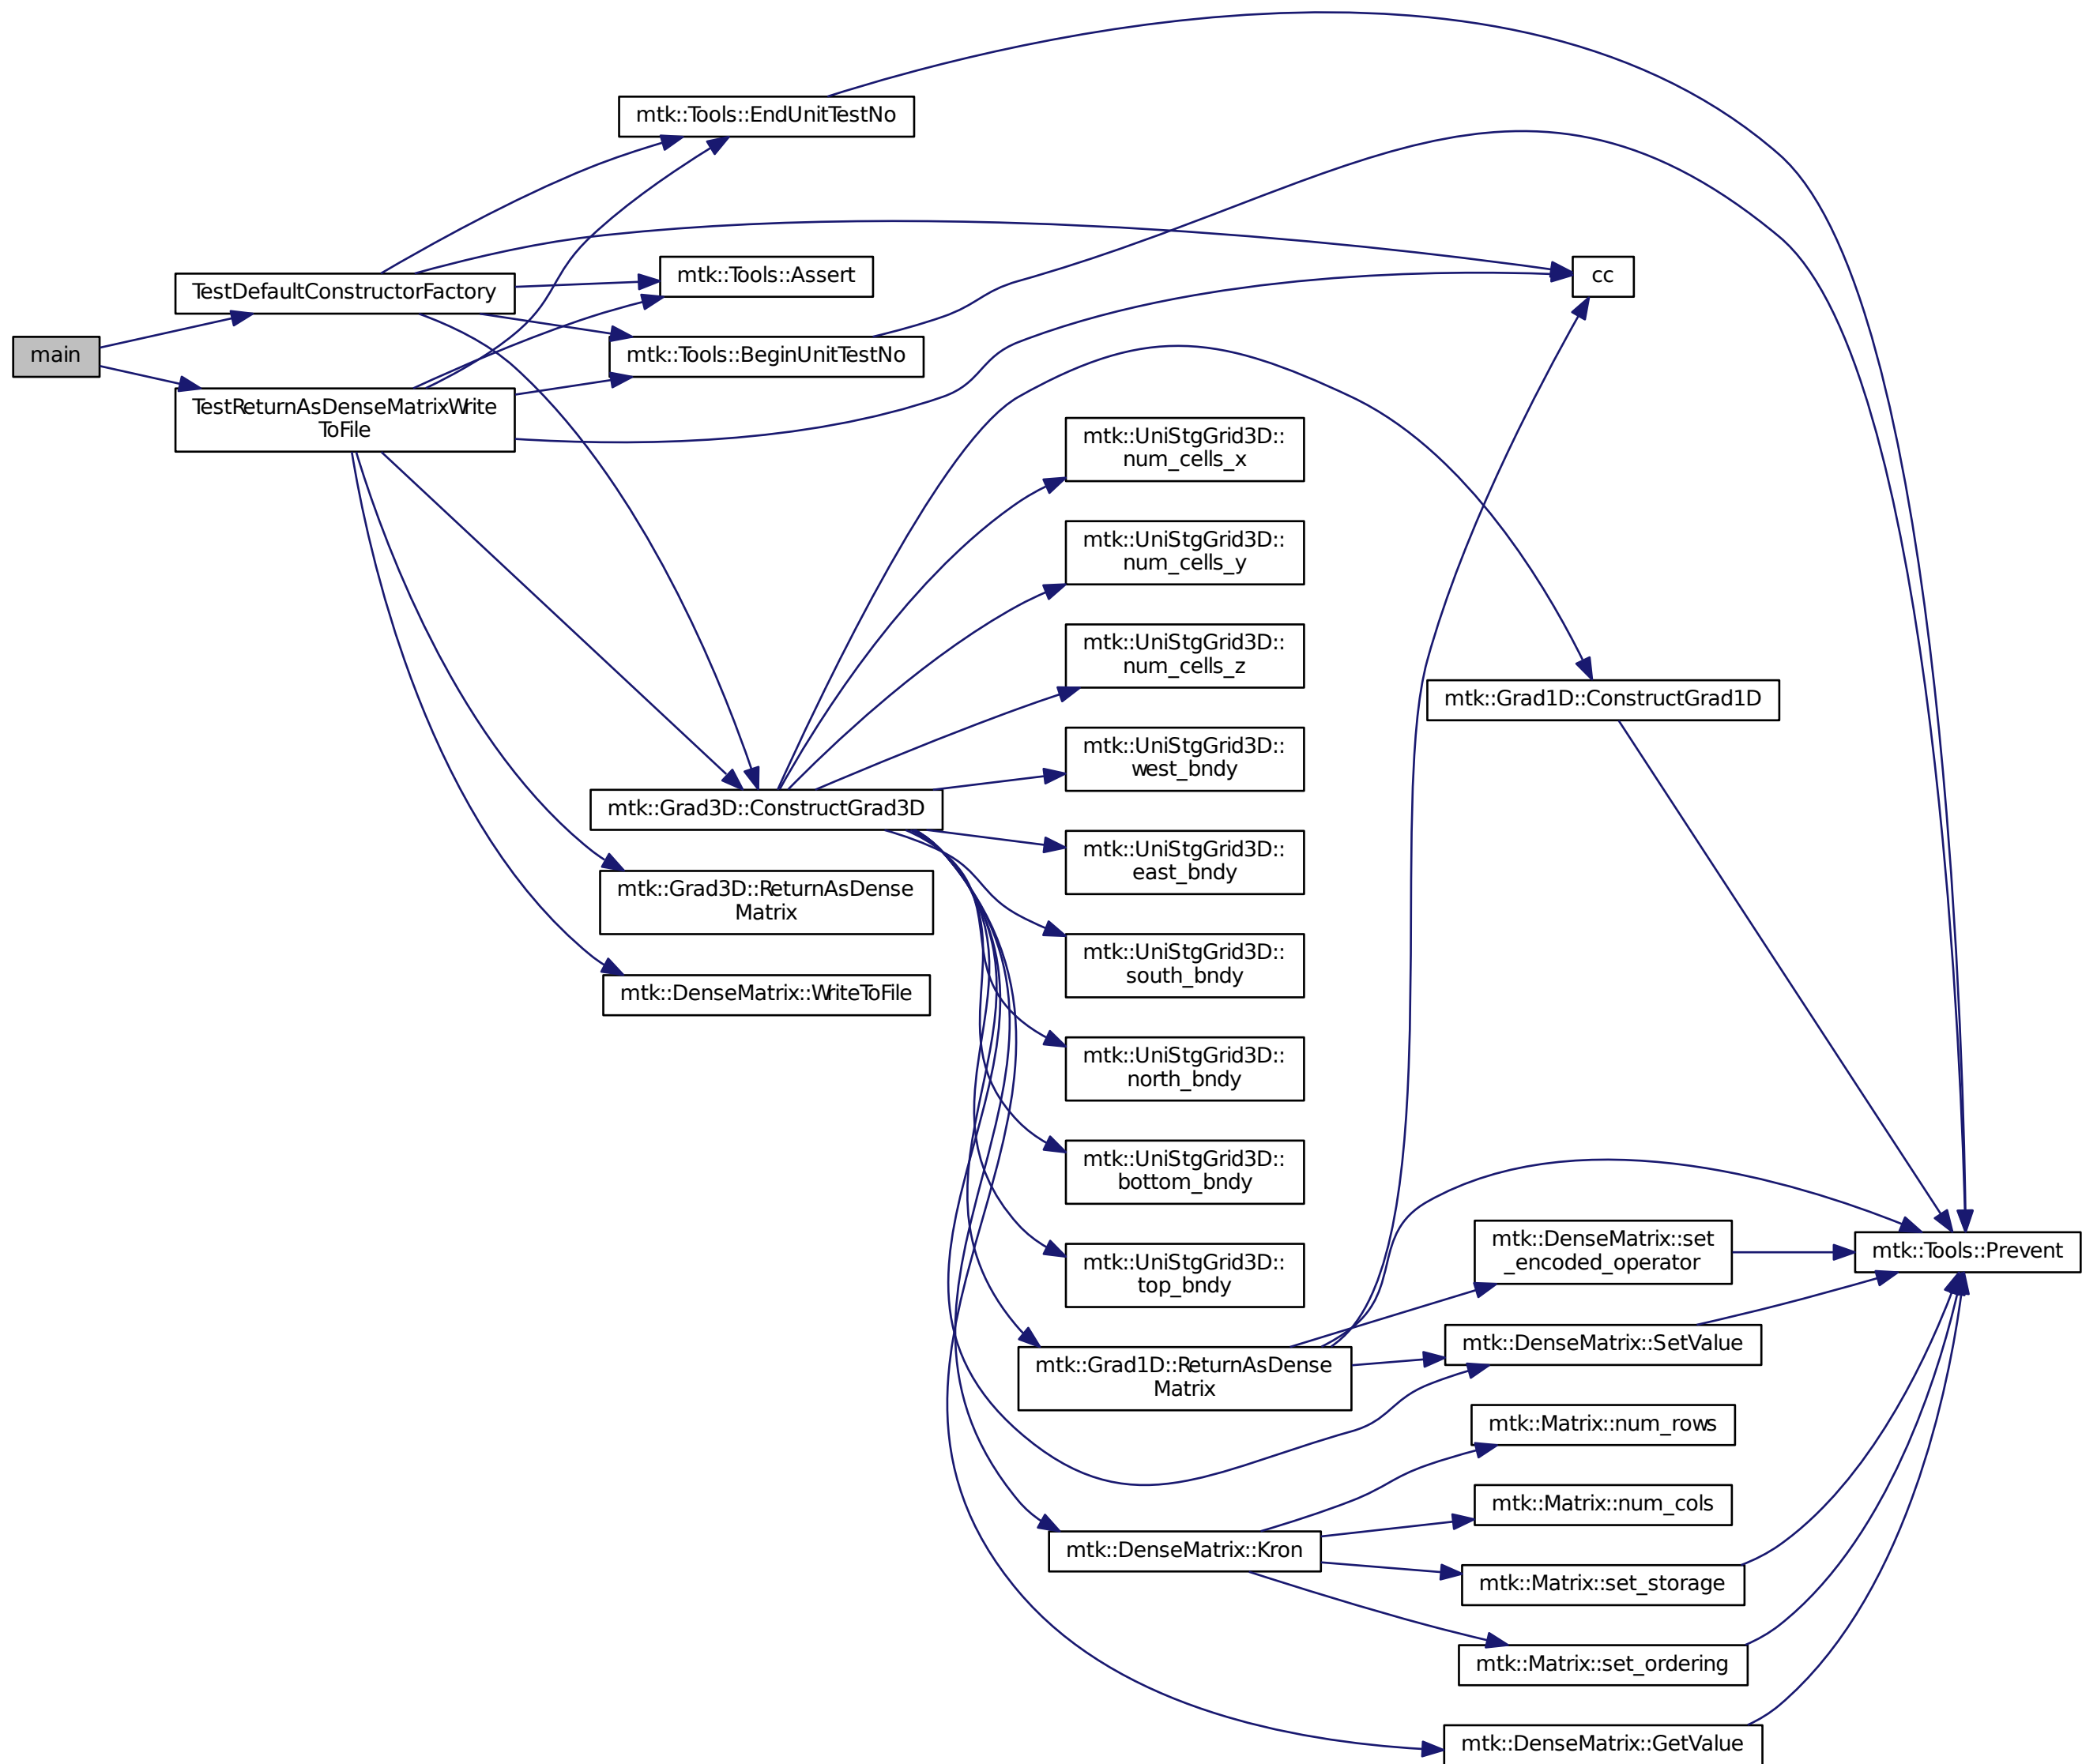 mtk::Tools::EndUnitTestNo
mtk::Tools::Assert
cc
TestDefaultConstructorFactory
main
mtk::Tools::BeginUnitTestNo
TestReturnAsDenseMatrixWrite
ToFile
mtk::UniStgGrid3D::
num_cells_x
mtk::UniStgGrid3D::
num_cells_y
mtk::UniStgGrid3D::
num_cells_z
mtk::Grad1D::ConstructGrad1D
mtk::UniStgGrid3D::
west_bndy
mtk::Grad3D::ConstructGrad3D
mtk::UniStgGrid3D::
east_bndy
mtk::Grad3D::ReturnAsDense
Matrix
mtk::UniStgGrid3D::
south_bndy
mtk::DenseMatrix::WriteToFile
mtk::UniStgGrid3D::
north_bndy
mtk::UniStgGrid3D::
bottom_bndy
mtk::UniStgGrid3D::
top_bndy
mtk::DenseMatrix::set
_encoded_operator
mtk::Tools::Prevent
mtk::DenseMatrix::SetValue
mtk::Grad1D::ReturnAsDense
Matrix
mtk::Matrix::num_rows
mtk::Matrix::num_cols
mtk::DenseMatrix::Kron
mtk::Matrix::set_storage
mtk::Matrix::set_ordering
mtk::DenseMatrix::GetValue